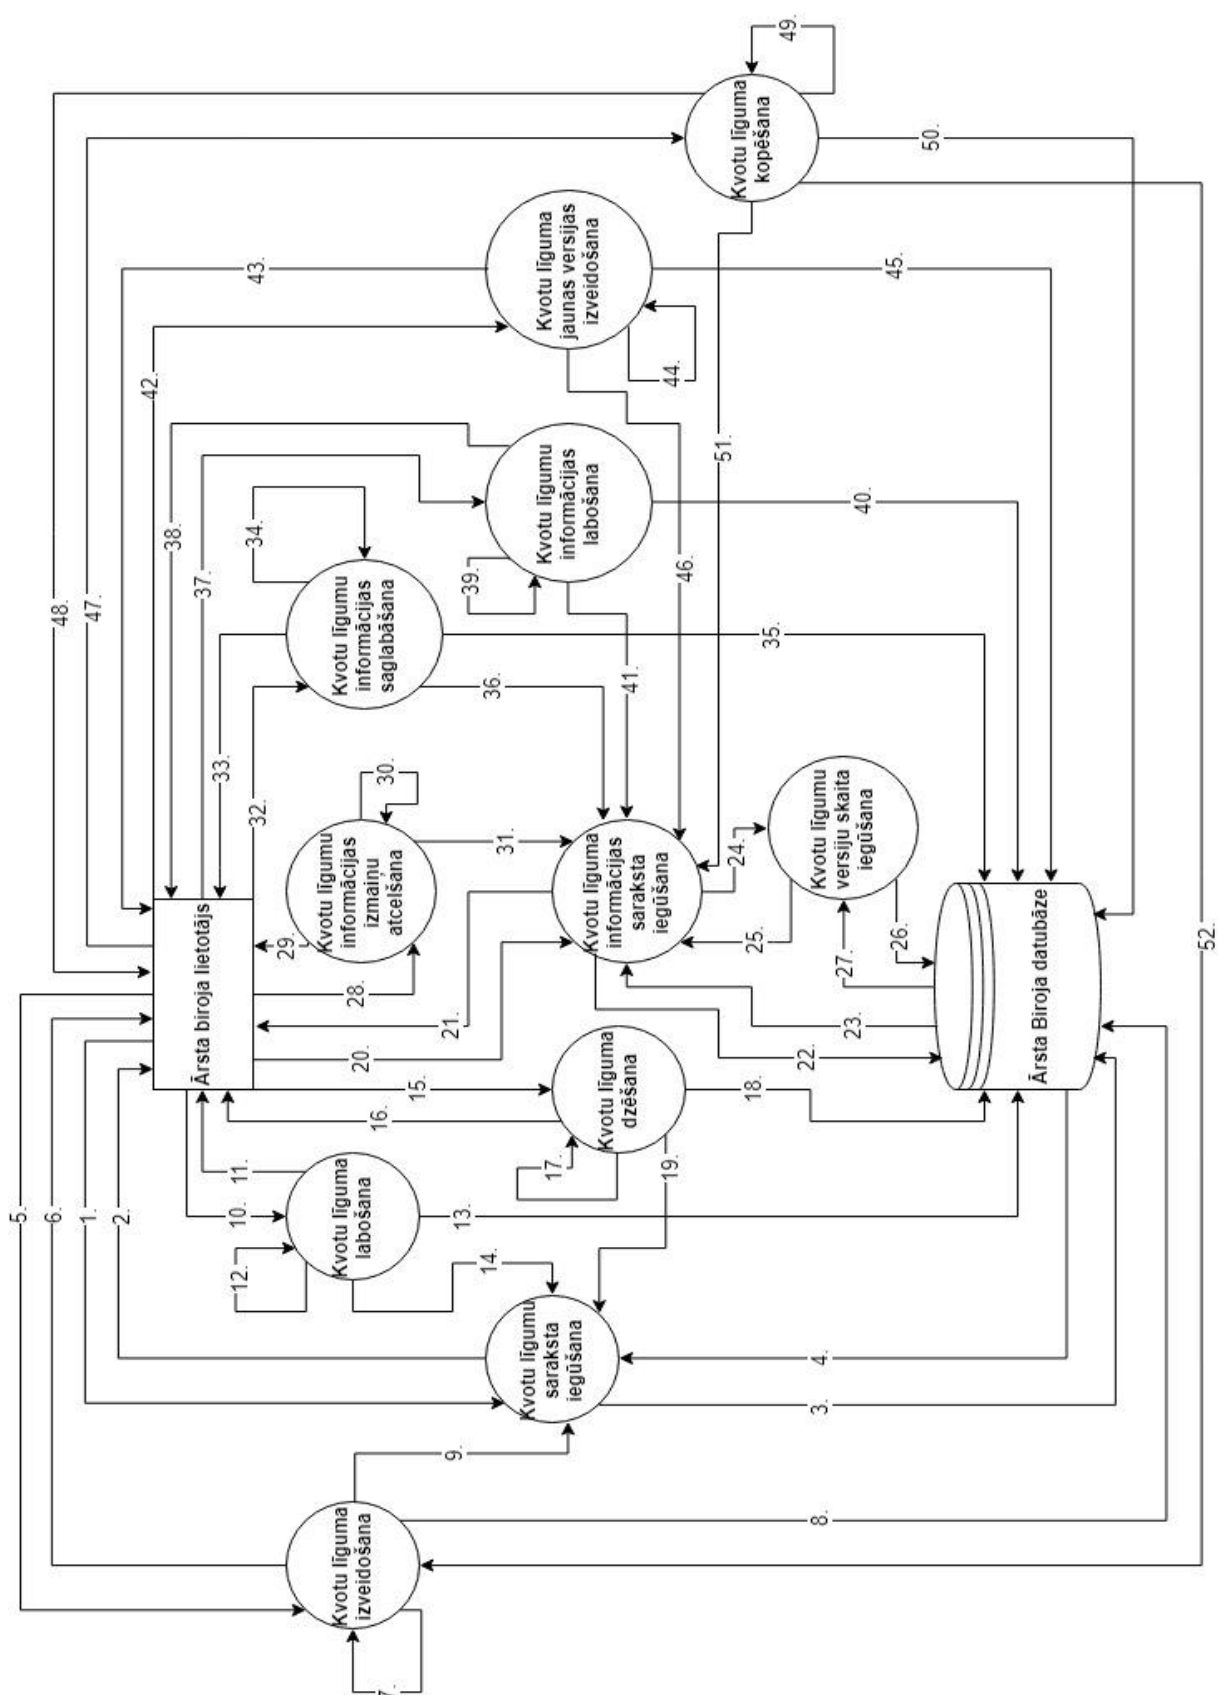 5.
6.
48.
1.
47.
2.
42.
38.
37.
43.
Ārsta biroja lietotājs
33.
32.
34.
12.
10.
11.
29.
28.
30.
7.
Kvotu līguma
izveidošana
Kvotu līguma
labošana
Kvotu līgumu
informācijas
izmaiņu
atcelšana
Kvotu līgumu
informācijas
saglabāšana
9.
14.
13.
16.
15.
20.
21.
31.
36.
39.
Kvotu līgumu
saraksta
iegūšana
17.
Kvotu līguma
dzēšana
Kvotu līguma
informācijas
saraksta
iegūšana
Kvotu līgumu
informācijas
labošana
Kvotu līguma
jaunas versijas
izveidošana
19.
41.
46.
44.
4.
3.
18.
22.
23.
25.
24.
51.
Kvotu līguma
kopēšana
49.
8.
27.
26.
Kvotu līgumu
versiju skaita
iegūšana
35.
40.
45.
50.
Ārsta Biroja datubāze
52.